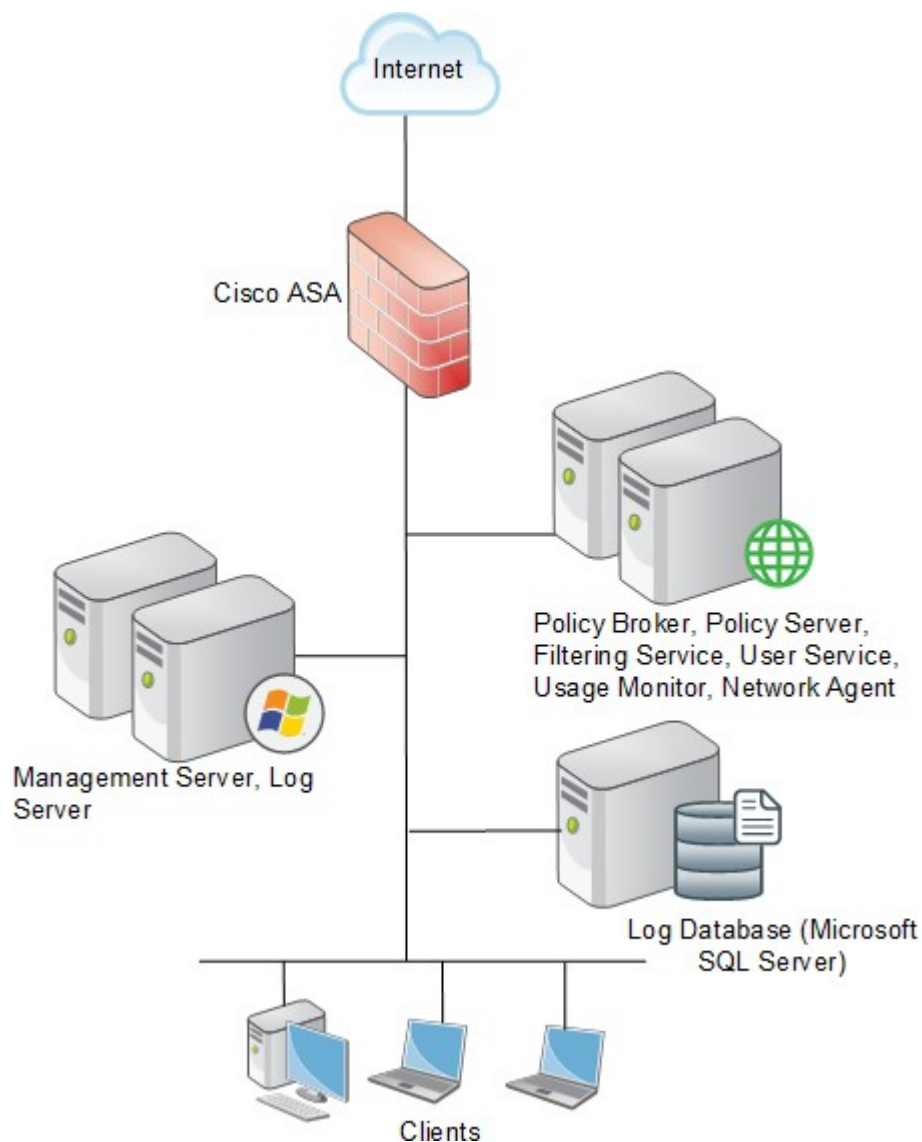 Internet
Cisco ASA
Policy Broker, Policy Server,
Filtering Service, User Service,
Usage Monitor, Network Agent
Management Server, Log
Server
Log Database (Microsoft
SQL Server)
Clients